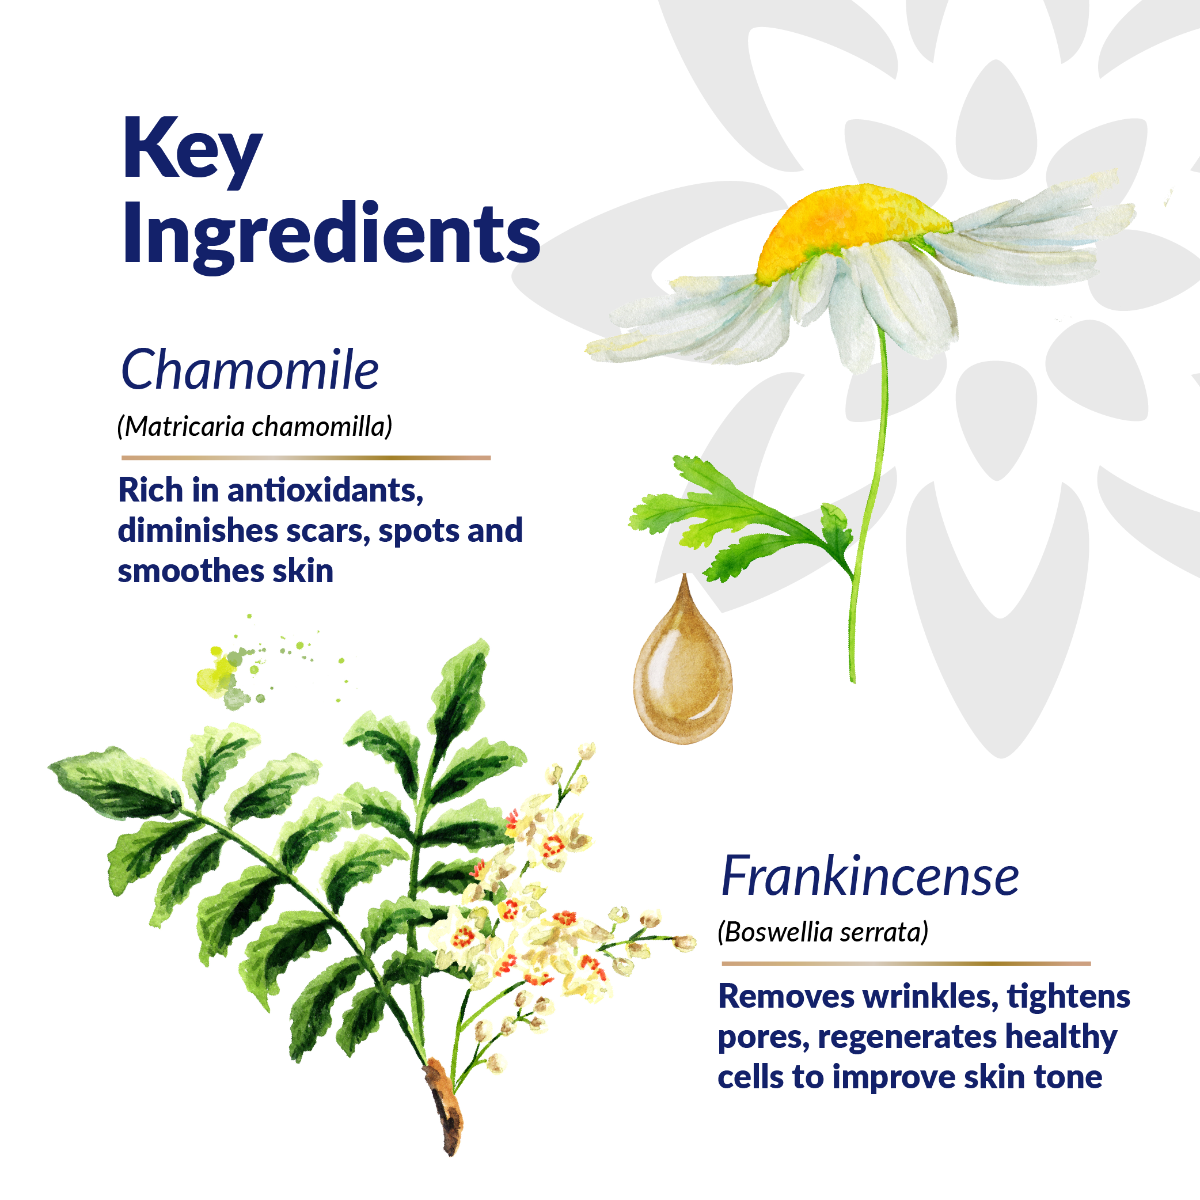 Key
Ingredients
Chamomile
(Matricaria chamomilla)
Rich in antioxidants,
diminishes scars, spots and
smoothes skin
Frankincense
(Boswellia serrata)
Removes wrinkles, tightens
pores, regenerates healthy
cells to improve skin tone